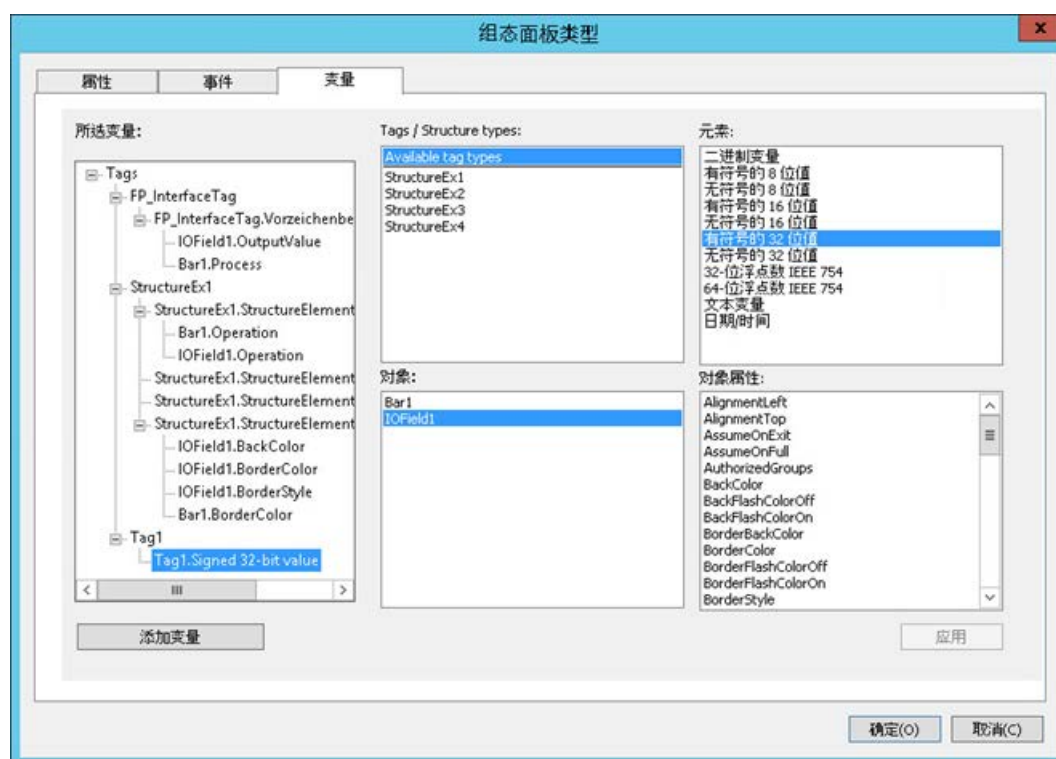 组态面板类型
x
属性
事件
变量
所选变量:
Tags
FP_InterfaceTag
FP_InterfaceTag.Vorzeichenbe
IOField1.OutputValue
Bar1.Process
StructureEx1
StructureEx1.StructureElement
Bar1.Operation
IOField1.Operation
StructureEx1.StructureElement
StructureEx1.StructureElement
StructureEx1.StructureElement
IOField1.BackColor
IOField1.BorderColor
IOField1.BorderStyle
Bar1.BorderColor
Tag1
Tag1.Signed 32-bit value
添加变量
Tags / Structure types:
Available tag types
StructureEx1
StructureEx2
StructureEx3
StructureEx4
元素:
二进制变量
有符号的 8 位值
无符号的 8 位值
有符号的 16 位值
无符号的 16 位值
有符号的 32 位值
无符号的 32 位值
32-位浮点数 IEEE 754
64-位浮点数 IEEE 754
文本变量
日期/时间
对象:
Bar1
IOField1
对象属性:
AlignmentLeft
AlignmentTop
AssumeOnExit
AssumeOnFull
AuthorizedGroups
BackColor
BackFlashColorOff
BackFlashColorOn
BorderBackColor
BorderColor
BorderFlashColorOff
BorderFlashColorOn
BorderStyle
应用
确定(O)
取消(C)